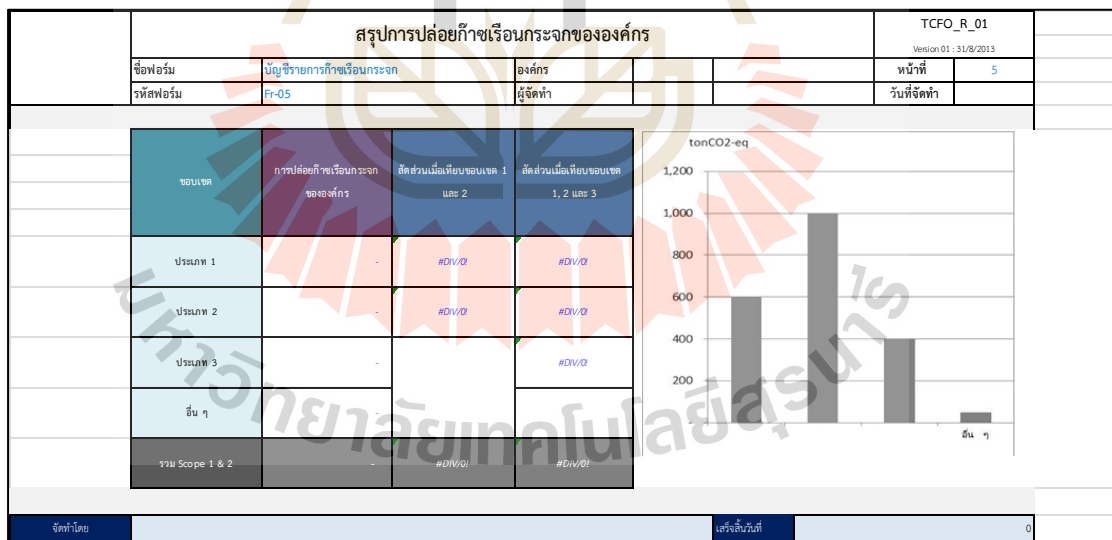 สรุปการปล่อยก๊าซเรือนกระจกขององค์กร
TCFO_R_01
Version 01 : 31/8/2013
ชื่อฟอร์ม บัญชีรายการก๊าซเรือนกระจก องค์กร หน้าที่ 5
รหัสฟอร์ม Fr-05 ผู้จัดทำ วันที่จัดทำ
ขอบเขต
การปล่อยก๊าซเรือนกระจก
ขององค์กร
สัดส่วนเมื่อเทียบขอบเขต 1
และ 2
สัดส่วนเมื่อเทียบขอบเขต
1, 2 และ 3
ประเภท 1 - #DIV/0! #DIV/0!
ประเภท 2 - #DIV/0! #DIV/0!
ประเภท 3 - #DIV/0!
อื่น ๆ -
รวม Scope 1 & 2 - #DIV/0! #DIV/0!
tonCO2-eq
1,200
1,000
800
600
400
200
-
อื่น ๆ
มหาวิทยาลัยเทคโนโลยีสุรนารี
จัดทำโดย เสร็จสิ้นวันที่ 0